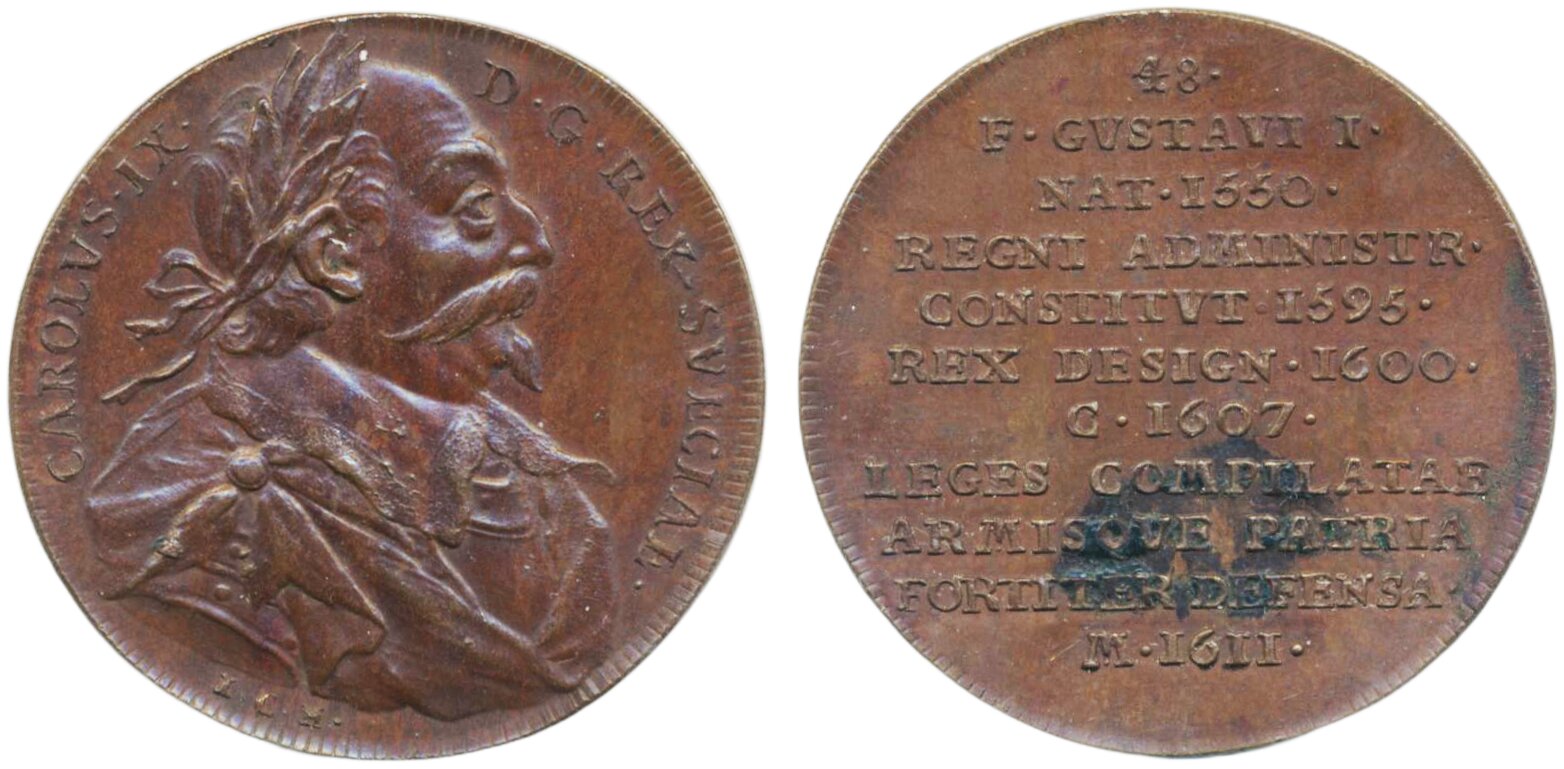 CAROLVS·IX· D·G·REX·SVECIAE·
I·C·H·
48·
F·GVSTAVI I·
NAT·1550·
REGNI ADMINISTR·
CONSTITVT·1595·
REX DESIGN·1600·
C·1607·
LEGES COMPILATAE
ARMISQVE PATRIA
FORTITER DEFENSA·
M·1611·